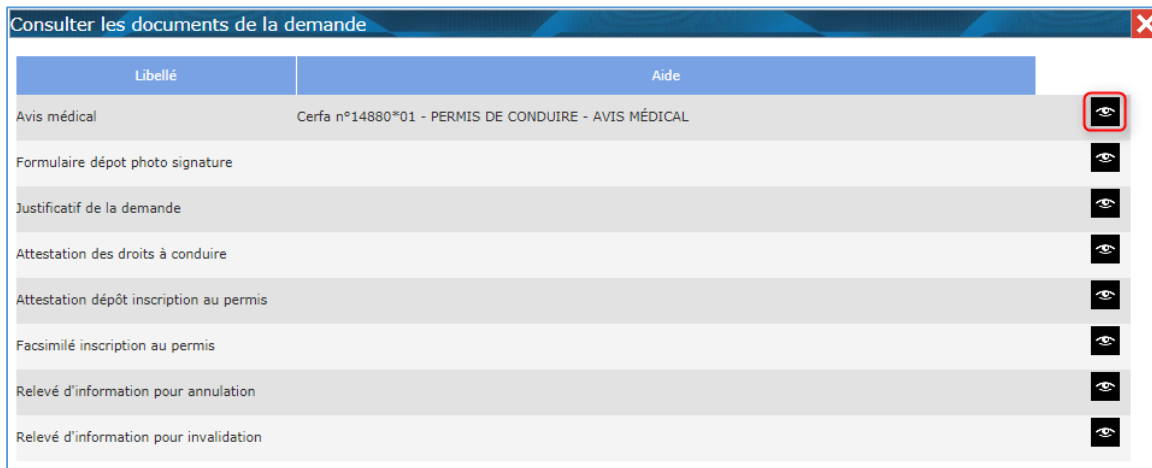 Consulter les documents de la demande
Libellé Aide
Avis médical Cerfa n°14880*01 - PERMIS DE CONDUIRE - AVIS MÉDICAL
Formulaire dépot photo signature
Justificatif de la demande
Attestation des droits à conduire
Attestation dépôt inscription au permis
Facsimilé inscription au permis
Relevé d'information pour annulation
Relevé d'information pour invalidation